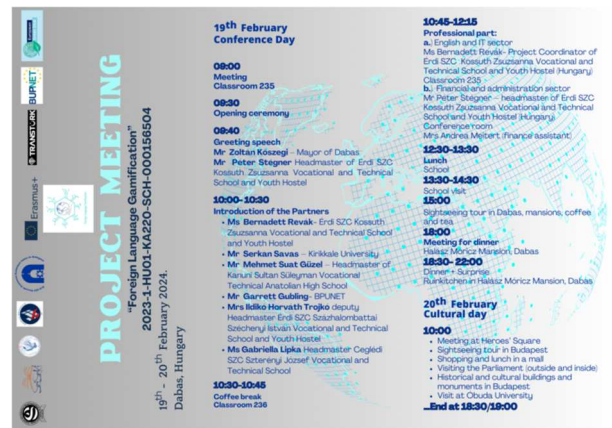 PROJECT MEETING
"Foreign Language Gamification"
2023-1-HU01-KA220-SCH-000156504
19th - 20th February 2024.
Dabas, Hungary
Erasmus+
TRANSTÖRK
BUPNET
19th February
Conference Day
09:00
Meeting
Classroom 235
09:30
Opening ceremony
09:40
Greeting speech
Mr Zoltán Kőszegi – Mayor of Dabas
Mr Peter Stegner Headmaster of Erdi SZC
Kossuth Zsuzsanna Vocational and Technical
School and Youth Hostel
10:00- 10:30
Introduction of the Partners
• Ms Bernadett Revák- Erdi SZC Kossuth
Zsuzsanna Vocational and Technical School
and Youth Hostel
• Mr Serkan Savas – Kirikkale University
• Mr Mehmet Suat Güzel – Headmaster of
Kanuni Sultan Süleyman Vocational
Technical Anatolian High School
• Mr Garrett Gubling- BPUNET
• Mrs Ildikó Horvath Trojko deputy
Headmaster Erdi SZC Százhalombattai
Széchenyi István Vocational and Technical
School and Youth Hostel
• Ms Gabriella Lipka Headmaster Ceglédi
SZC Szterényi József Vocational and
Technical School
10:30-10:45
Coffee break
Classroom 236
10:45-12:15
Professional part:
a.) English and IT sector
Ms Bernadett Revák- Project Coordinator of
Erdi SZC Kossuth Zsuzsanna Vocational and
Technical School and Youth Hostel (Hungary)
Classroom 235
b.) Financial and administration sector
Mr Peter Stégner – headmaster of Erdi SZC
Kossuth Zsuzsanna Vocational and Technical
School and Youth Hostel (Hungary)
Conference room
Mrs Andrea Mejbert (finance assistant)
12:30-13:30
Lunch
School
13:30-14:30
School visit
15:00
Sightseeing tour in Dabas, mansions, coffee
and tea
18:00
Meeting for dinner
Halász Móricz Mansion, Dabas
18:30- 22:00
Dinner + Surprise
Ruinkitchen in Halász Móricz Mansion, Dabas
20th February
Cultural day
10:00
• Meeting at Heroes' Square
• Sightseeing tour in Budapest
• Shopping and lunch in a mall
• Visiting the Parliament (outside and inside)
• Historical and cultural buildings and
monuments in Budapest
• Visit at Obuda University
...End at 18:30/19:00